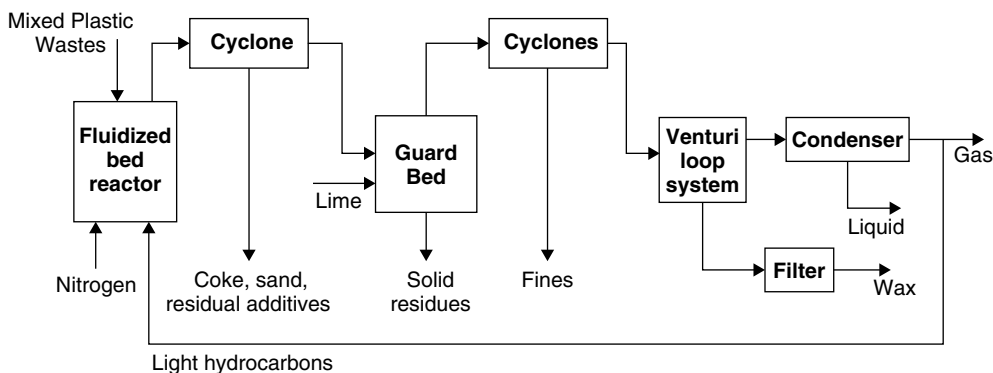 Mixed Plastic
Wastes
Cyclone
Cyclones
Fluidized
bed
reactor
Guard
Bed
Lime
Venturi
loop
system
Condenser
Gas
Liquid
Nitrogen
Coke, sand,
residual additives
Solid
residues
Fines
Filter
Wax
Light hydrocarbons